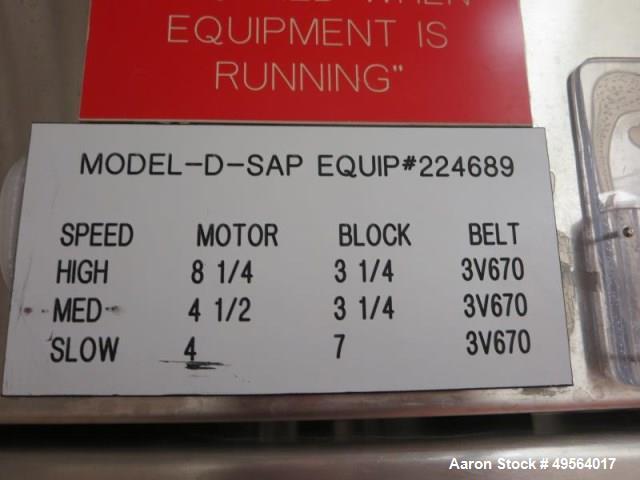 WHEN
EQUIPMENT IS
RUNNING"
MODEL-D-SAP EQUIP#224689
SPEED MOTOR BLOCK BELT
HIGH 8 1/4 3 1/4 3V670
MED 4 1/2 3 1/4 3V670
SLOW 4 7 3V670
Aaron Stock # 49564017